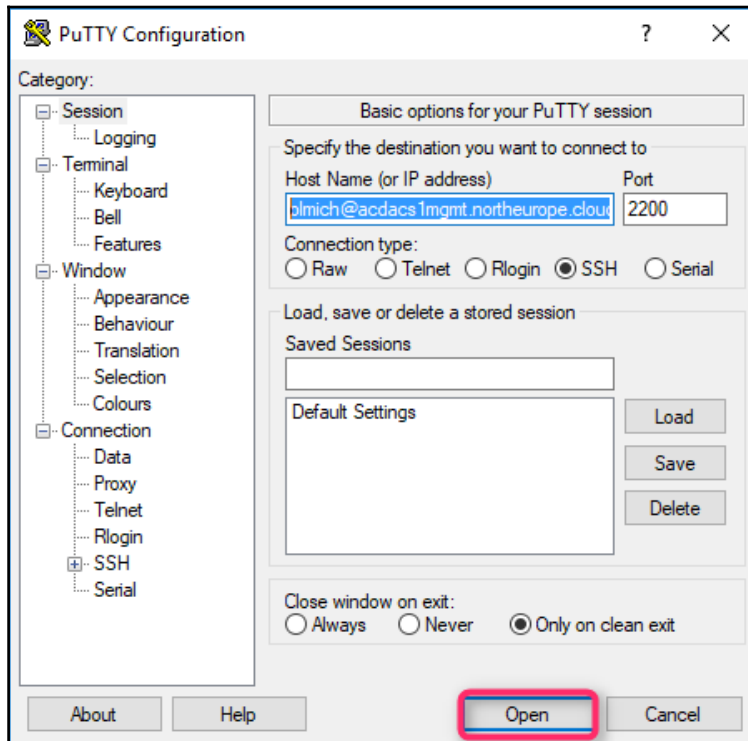 PuTTY Configuration
?
Category:
Session
Logging
Terminal
Keyboard
Bell
Features
Window
Appearance
Behaviour
Translation
Selection
Colours
Connection
Data
Proxy
Telnet
Rlogin
SSH
Serial
Basic options for your PuTTY session
Specify the destination you want to connect to
Host Name (or IP address) Port
olmich@acdacs1mgmt.northeurope.cloud 2200
Connection type:
Raw Telnet Rlogin SSH Serial
Load, save or delete a stored session
Saved Sessions
Default Settings
Load
Save
Delete
Close window on exit:
Always Never Only on clean exit
About Help Open Cancel